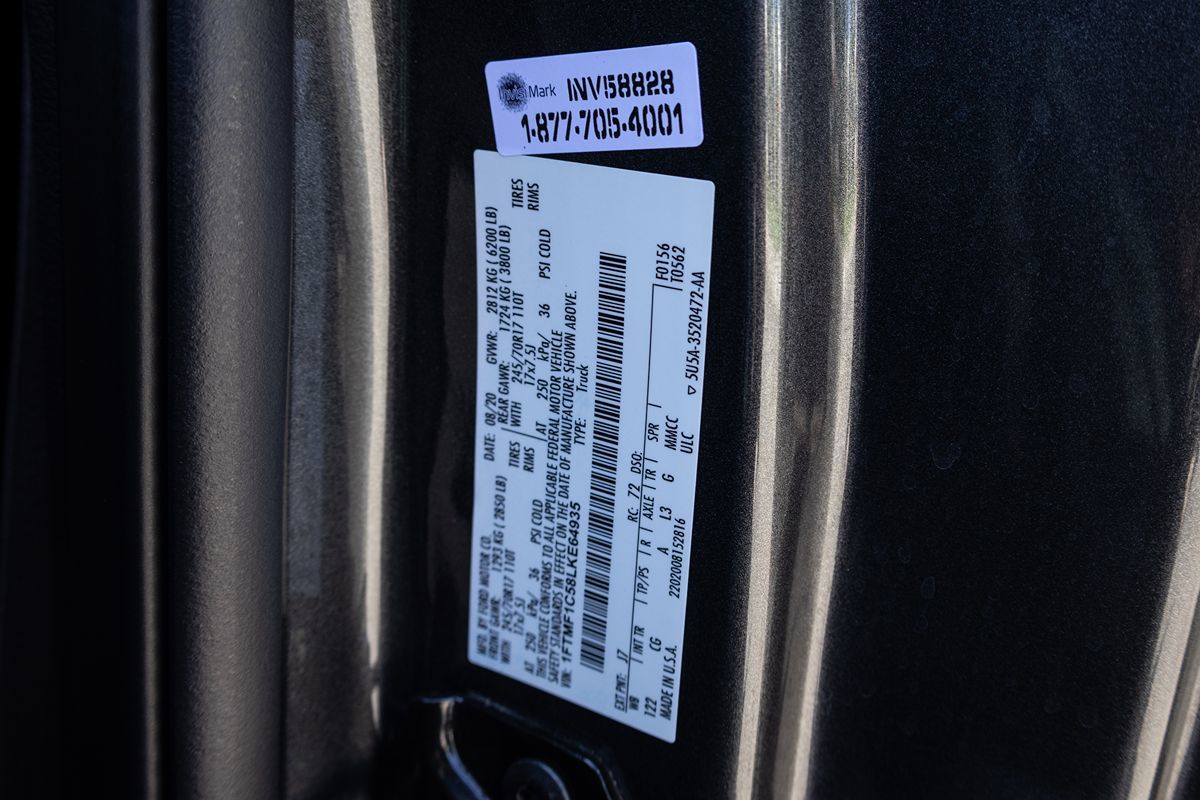 IMS Mark INV58828
1-877-705-4001
MFD. BY FORD MOTOR CO.
DATE: 08/20 GVWR: 2812 KG ( 6200 LB)
FRONT GAWR: 1293 KG ( 2850 LB)
REAR GAWR: 1724 KG ( 3800 LB)
WITH 245/70R17 110T TIRES
WITH 245/70R17 110T TIRES
17x7.5J RIMS
17x7.5J RIMS
AT 250 kPa/ 36 PSI COLD
AT 250 kPa/ 36 PSI COLD
THIS VEHICLE CONFORMS TO ALL APPLICABLE FEDERAL MOTOR VEHICLE
SAFETY STANDARDS IN EFFECT ON THE DATE OF MANUFACTURE SHOWN ABOVE.
VIN: 1FTMF1C58LKE64935 TYPE: Truck
EXT PNT: J7 RC: 72 DSO: F0156
WB INT TR TP/PS R AXLE TR SPR T0562
122 CG A L3 G MMCC
ULC
MADE IN U.S.A. 2202008152816 5U5A-3520472-AA